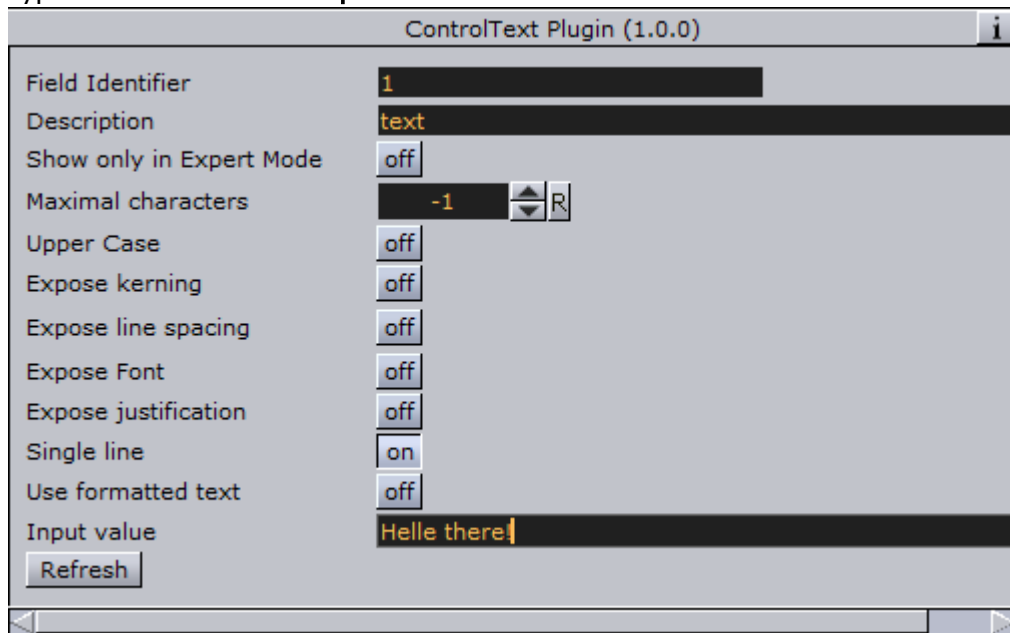 ControlText Plugin (1.0.0) i
Field Identifier 1
Description text
Show only in Expert Mode off
Maximal characters -1 R
Upper Case off
Expose kerning off
Expose line spacing off
Expose Font off
Expose justification off
Single line on
Use formatted text off
Input value Helle there!
Refresh